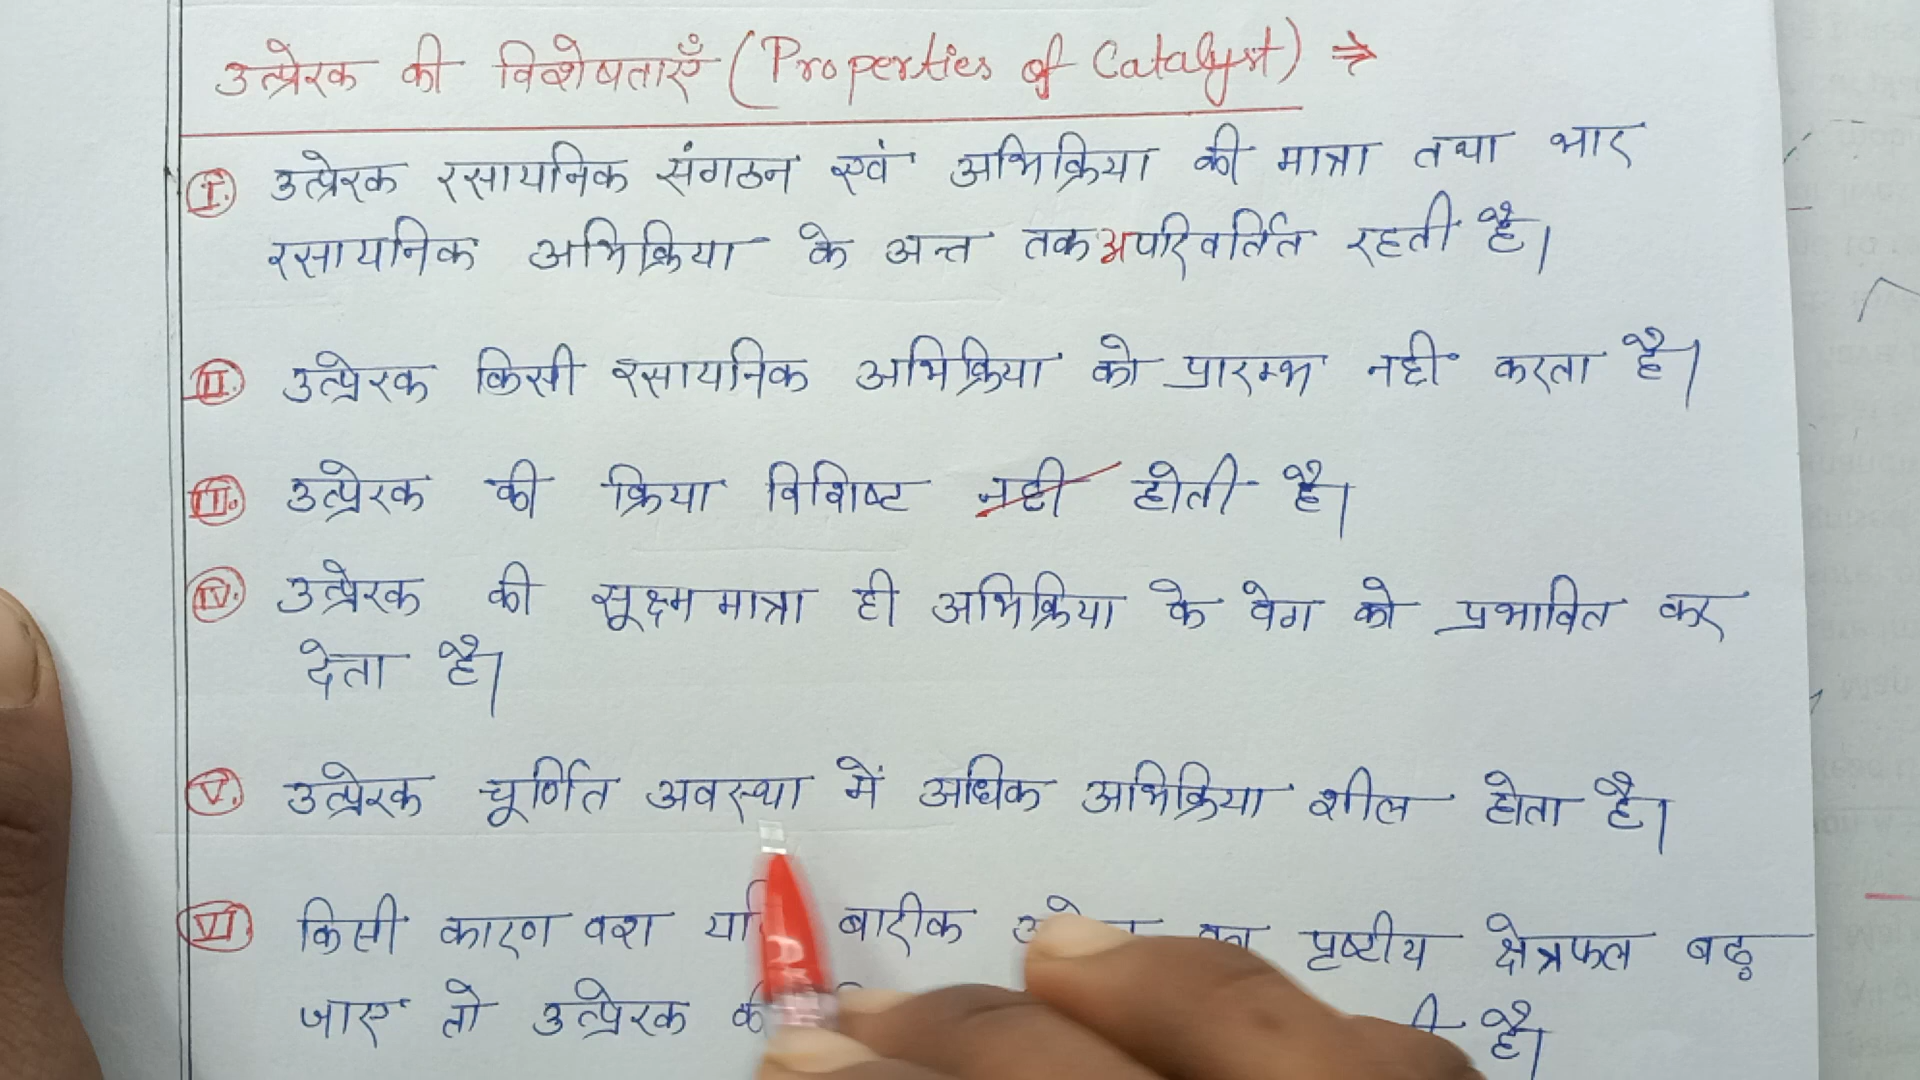 उत्प्रेरक की विशेषताएँ (Properties of Catalyst) →
I. उत्प्रेरक रसायनिक संगठन एवं अभिक्रिया की मात्रा तथा भार
रसायनिक अभिक्रिया के अन्त तक अपरिवर्तित रहती है।
II. उत्प्रेरक किसी रसायनिक अभिक्रिया को प्रारम्भ नहीं करता है।
III. उत्प्रेरक की क्रिया विशिष्ट नही होती है।
IV. उत्प्रेरक की सूक्ष्म मात्रा ही अभिक्रिया के वेग को प्रभावित कर
देता है।
V. उत्प्रेरक चूर्णित अवस्था में अधिक अभिक्रिया शील होता है।
VI. किसी कारण वश बारीक पृष्टीय क्षेत्रफल बढ़
जाए तो उत्प्रेरक है।